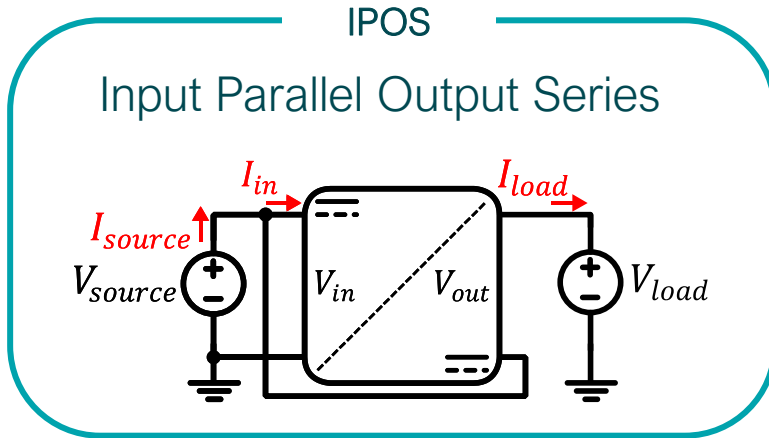 IPOS
Input Parallel Output Series
I_in
I_load
I_source
V_source
+
−
V_in
V_out
+
−
V_load